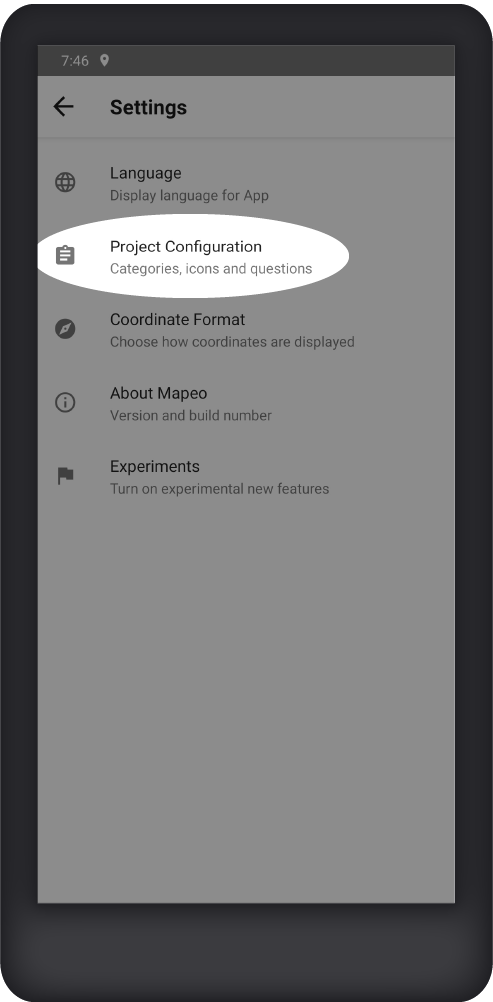 7:46
Settings
Language
Display language for App
Project Configuration
Categories, icons and questions
Coordinate Format
Choose how coordinates are displayed
About Mapeo
Version and build number
Experiments
Turn on experimental new features